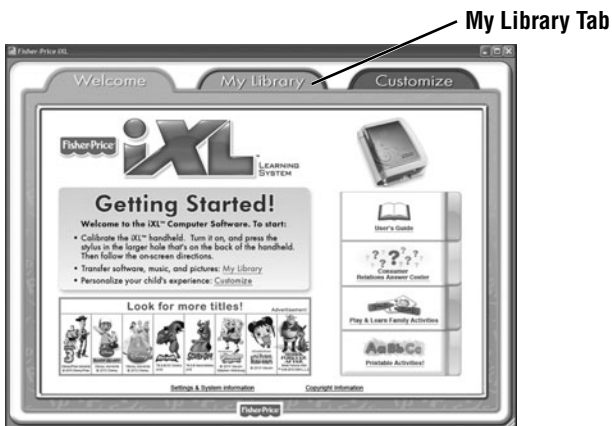 My Library Tab
Fisher-Price iXL
Welcome
My Library
Customize
Fisher-Price
iXL™
LEARNING
SYSTEM
Getting Started!
Welcome to the iXL™ Computer Software. To start:
• Calibrate the iXL™ handheld. Turn it on, and press the
stylus in the larger hole that's on the back of the handheld.
Then follow the on-screen directions.
• Transfer software, music, and pictures: My Library
• Personalize your child's experience: Customize
User's Guide
? ? ? ? ? ?
Consumer
Relations Answer Center
Play & Learn Family Activities
AaBbCc
Printable Activities!
Look for more titles!
Advertisement
Settings & System Information
Copyright Information
Fisher-Price